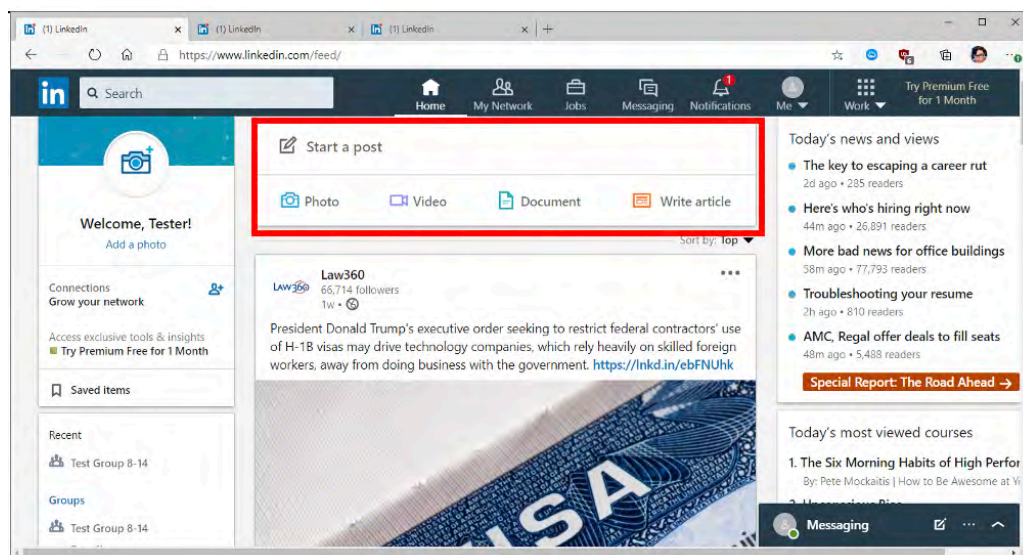 (1) LinkedIn
(1) LinkedIn
(1) LinkedIn
https://www.linkedin.com/feed/
6
in
Search
Home
My Network
Jobs
Messaging
1
Notifications
Me
Work
Try Premium Free
for 1 Month
Welcome, Tester!
Add a photo
Connections
Grow your network
Access exclusive tools & insights
Try Premium Free for 1 Month
Saved items
Recent
Test Group 8-14
Groups
Test Group 8-14
Start a post
Photo
Video
Document
Write article
Sort by: Top
LAW360
Law360
66,714 followers
1w •
President Donald Trump's executive order seeking to restrict federal contractors' use
of H-1B visas may drive technology companies, which rely heavily on skilled foreign
workers, away from doing business with the government. https://lnkd.in/ebFNUhk
VISA
Today's news and views
The key to escaping a career rut
2d ago • 285 readers
Here's who's hiring right now
44m ago • 26,891 readers
More bad news for office buildings
58m ago • 77,793 readers
Troubleshooting your resume
2h ago • 810 readers
AMC, Regal offer deals to fill seats
48m ago • 5,488 readers
Special Report: The Road Ahead →
Today's most viewed courses
1. The Six Morning Habits of High Perfor
By: Pete Mockaitis | How to Be Awesome at Y
Messaging